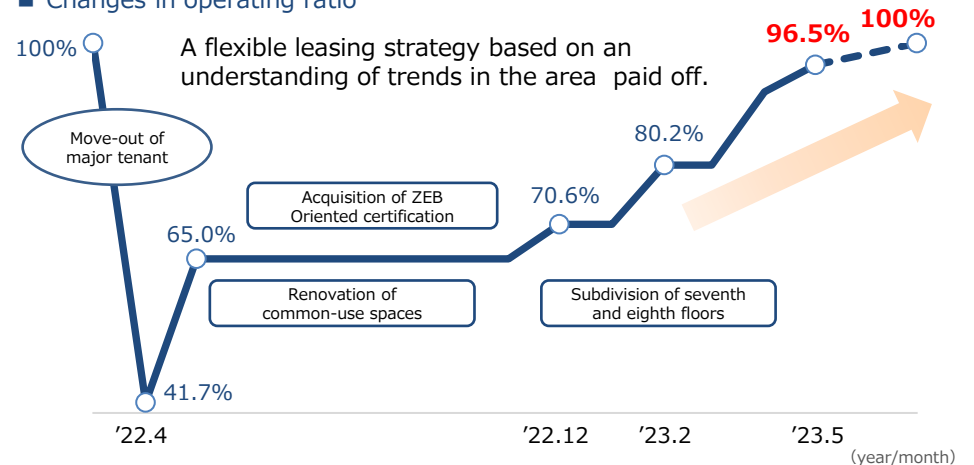 ■ Changes in operating ratio
100%
A flexible leasing strategy based on an
understanding of trends in the area paid off.
96.5%
100%
Move-out of
major tenant
80.2%
Acquisition of ZEB
Oriented certification
70.6%
65.0%
Renovation of
common-use spaces
Subdivision of seventh
and eighth floors
41.7%
’22.4
’22.12
’23.2
’23.5
(year/month)